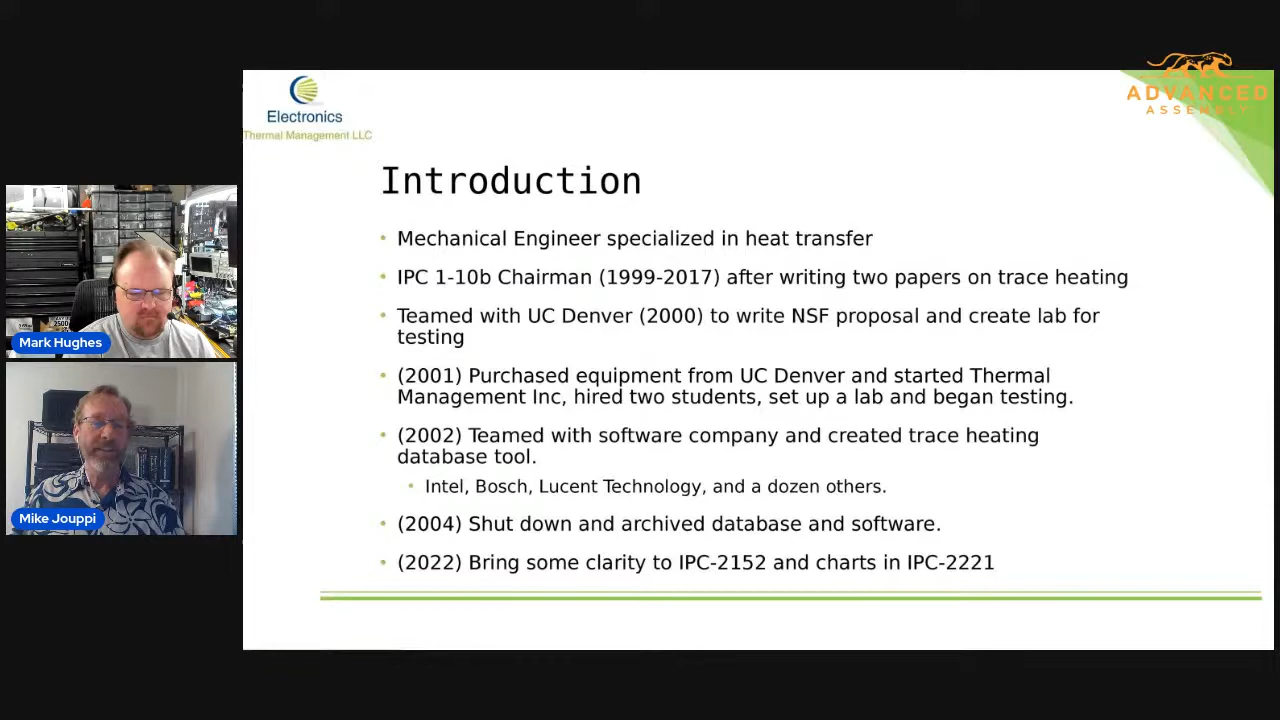 Electronics
Thermal Management LLC
ADVANCED
ASSEMBLY
Introduction
• Mechanical Engineer specialized in heat transfer
• IPC 1-10b Chairman (1999-2017) after writing two papers on trace heating
• Teamed with UC Denver (2000) to write NSF proposal and create lab for
testing
• (2001) Purchased equipment from UC Denver and started Thermal
Management Inc, hired two students, set up a lab and began testing.
• (2002) Teamed with software company and created trace heating
database tool.
• Intel, Bosch, Lucent Technology, and a dozen others.
• (2004) Shut down and archived database and software.
• (2022) Bring some clarity to IPC-2152 and charts in IPC-2221
Mark Hughes
Mike Jouppi